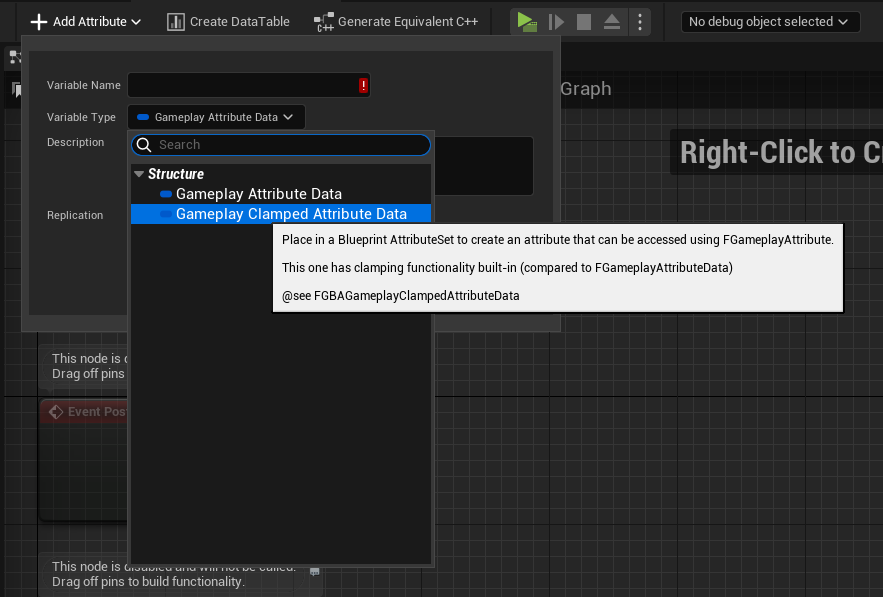 Add Attribute
Create DataTable
Generate Equivalent C++
No debug object selected
Variable Name
!
Graph
Variable Type
Gameplay Attribute Data
Description
Search
Right-Click to C
Structure
Gameplay Attribute Data
Replication
Gameplay Clamped Attribute Data
Place in a Blueprint AttributeSet to create an attribute that can be accessed using FGameplayAttribute.
This one has clamping functionality built-in (compared to FGameplayAttributeData)
@see FGBAGameplayClampedAttributeData
This node is
Drag off pins
Event Pos
This node is disabled and will not be called.
Drag off pins to build functionality.